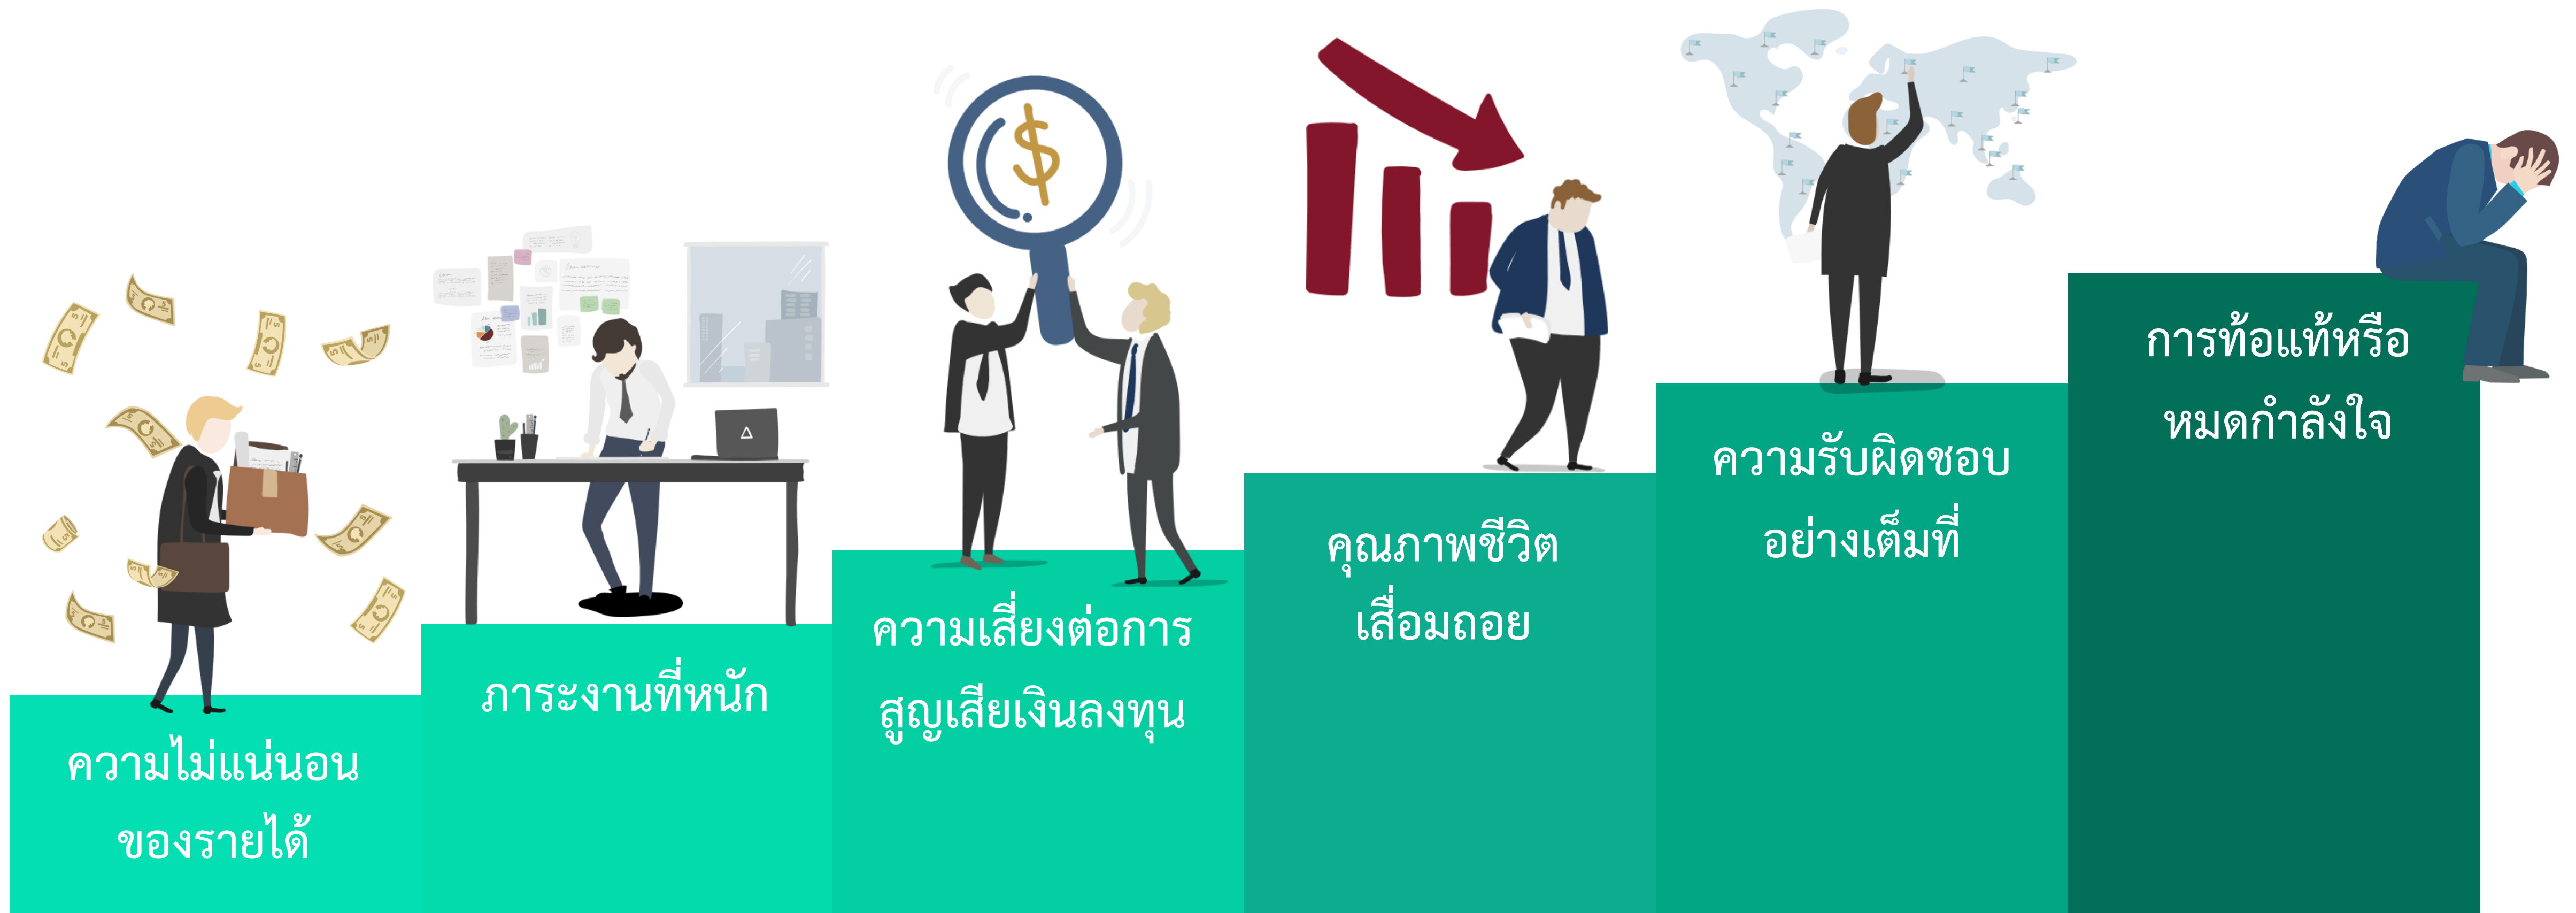 ความไม่แน่นอน
ของรายได้
ภาระงานที่หนัก
ความเสี่ยงต่อการ
สูญเสียเงินลงทุน
คุณภาพชีวิต
เสื่อมถอย
ความรับผิดชอบ
อย่างเต็มที่
การท้อแท้หรือ
หมดกำลังใจ